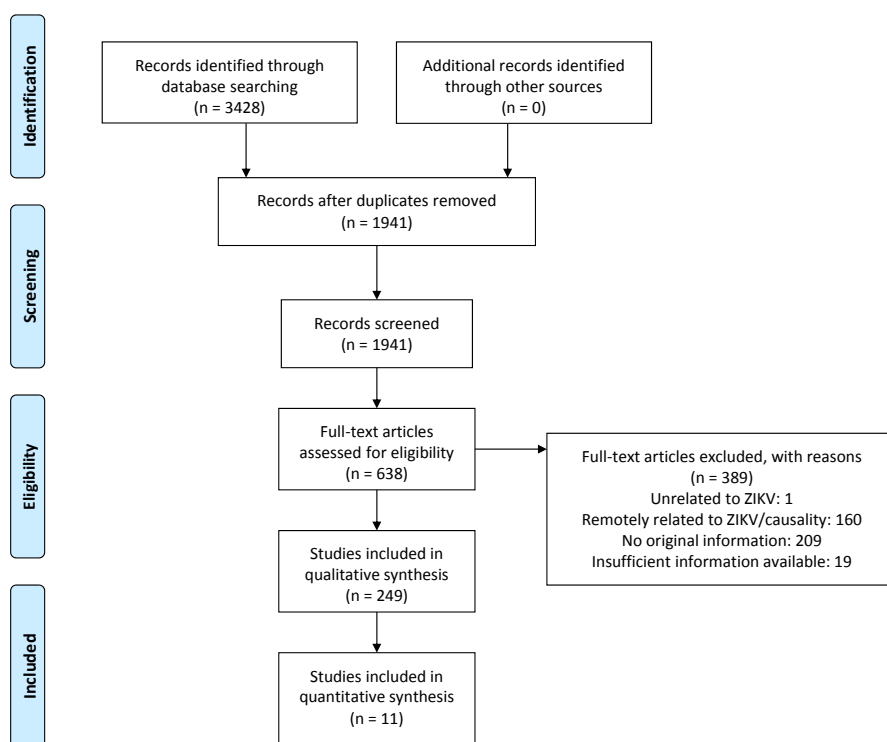 Identification
Records identified through
database searching
(n = 3428)
Additional records identified
through other sources
(n = 0)
Records after duplicates removed
(n = 1941)
Screening
Records screened
(n = 1941)
Eligibility
Full-text articles
assessed for eligibility
(n = 638)
Full-text articles excluded, with reasons
(n = 389)
Unrelated to ZIKV: 1
Remotely related to ZIKV/causality: 160
No original information: 209
Insufficient information available: 19
Studies included in
qualitative synthesis
(n = 249)
Included
Studies included in
quantitative synthesis
(n = 11)